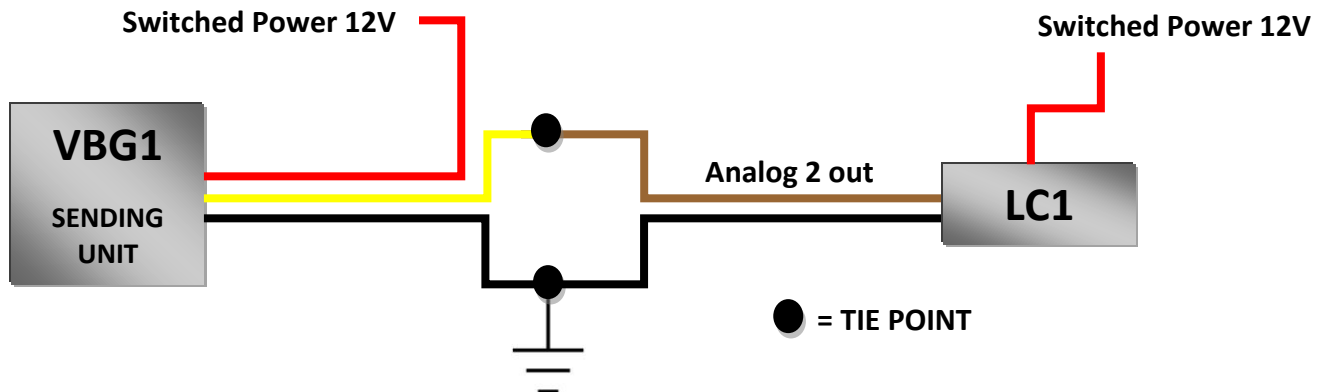 Switched Power 12V
Switched Power 12V
VBG1
SENDING
UNIT
Analog 2 out
LC1
= TIE POINT